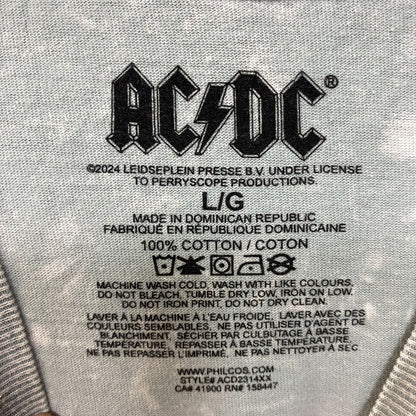 AC⚡DC®
©2024 LEIDSEPLEIN PRESSE B.V. UNDER LICENSE
TO PERRYSCOPE PRODUCTIONS.
L/G
MADE IN DOMINICAN REPUBLIC
FABRIQUÉ EN RÉPUBLIQUE DOMINICAINE
100% COTTON / COTON
MACHINE WASH COLD, WASH WITH LIKE COLOURS,
DO NOT BLEACH, TUMBLE DRY LOW, IRON ON LOW.
DO NOT IRON ON PRINT, DO NOT DRY CLEAN.
LAVER À LA MACHINE À L'EAU FROIDE, LAVER AVEC DES
COULEURS SEMBLABLES, NE PAS UTILISER D'AGENT DE
BLANCHIMENT, SÉCHER PAR CULBUTAGE À BASSE
TEMPÉRATURE, REPASSER À BASSE TEMPÉRATURE,
NE PAS REPASSER L'IMPRIMÉ, NE PAS NETTOYER À SEC
WWW.PHILCOS.COM
STYLE# ACD2314XX
CA# 41900 RN# 158447